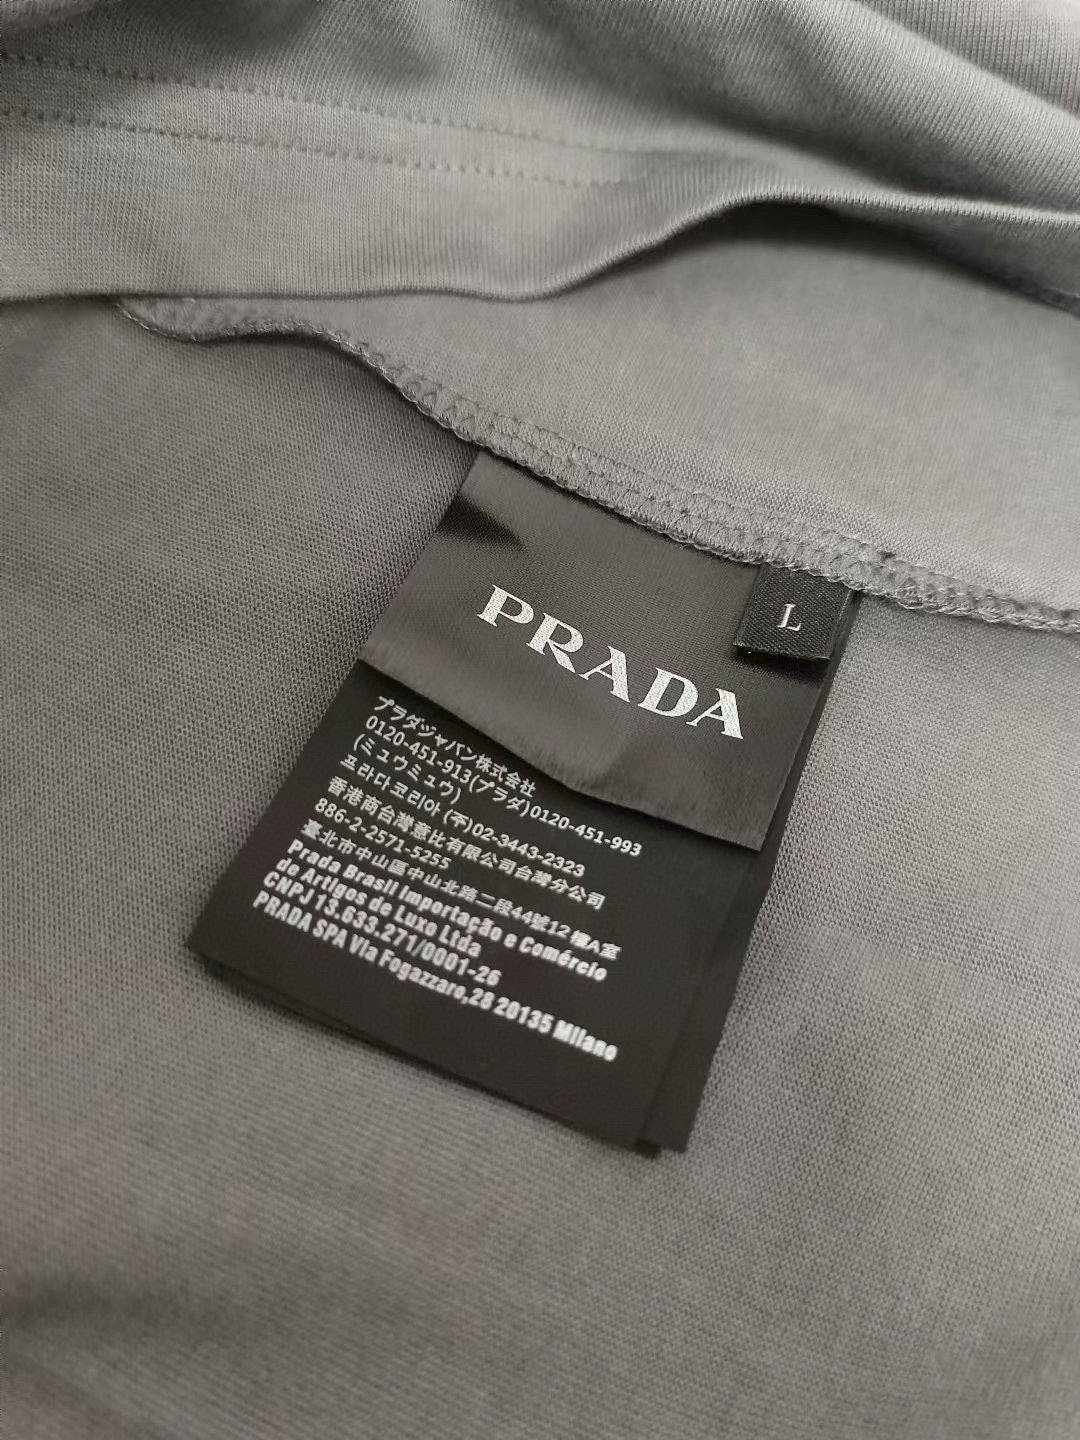 PRADA
L
プラダジャパン株式会社
0120-451-913(プラダ)0120-451-993
(ミュウミュウ)
프라다코리아 (주)02-3443-2323
香港商台灣意比有限公司台灣分公司
886-2-2571-5255
臺北市中山區中山北路二段44號12樓A室
Prada Brasil Importação e Comércio
de Artigos de Luxo Ltda
CNPJ 13.633.271/0001-26
PRADA SPA Via Fogazzaro,28 20135 Milano